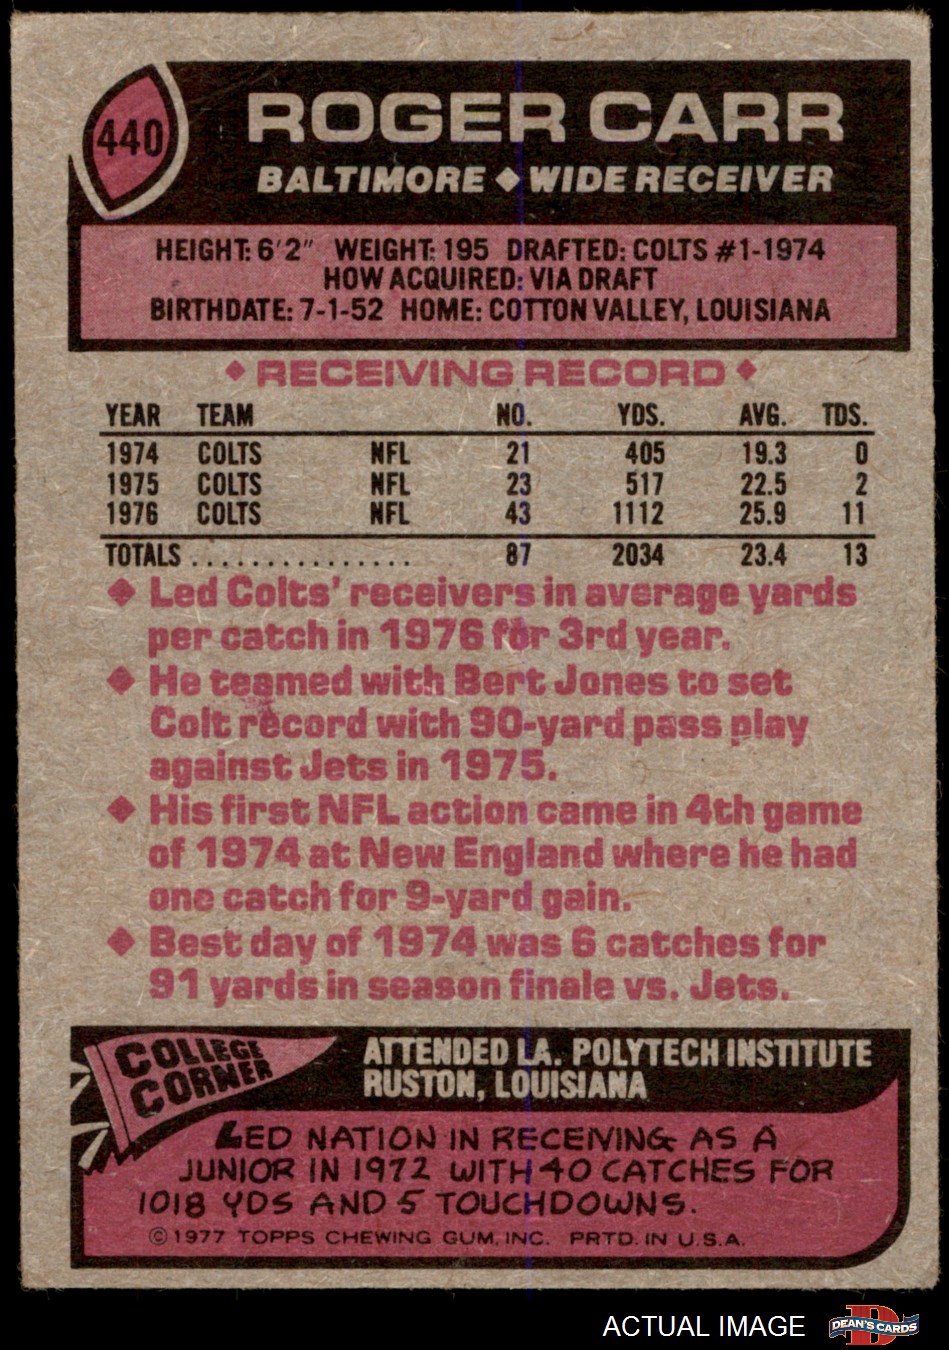 440
ROGER CARR
BALTIMORE ◆ WIDE RECEIVER
HEIGHT: 6'2" WEIGHT: 195 DRAFTED: COLTS #1-1974
HOW ACQUIRED: VIA DRAFT
BIRTHDATE: 7-1-52 HOME: COTTON VALLEY, LOUISIANA
◆ RECEIVING RECORD ◆
YEAR TEAM NO. YDS. AVG. TDS.
1974 COLTS NFL 21 405 19.3 0
1975 COLTS NFL 23 517 22.5 2
1976 COLTS NFL 43 1112 25.9 11
TOTALS ............... 87 2034 23.4 13
◆ Led Colts' receivers in average yards
per catch in 1976 for 3rd year.
◆ He teamed with Bert Jones to set
Colt record with 90-yard pass play
against Jets in 1975.
◆ His first NFL action came in 4th game
of 1974 at New England where he had
one catch for 9-yard gain.
◆ Best day of 1974 was 6 catches for
91 yards in season finale vs. Jets.
COLLEGE
CORNER
ATTENDED LA. POLYTECH INSTITUTE
RUSTON, LOUISIANA
LED NATION IN RECEIVING AS A
JUNIOR IN 1972 WITH 40 CATCHES FOR
1018 YDS AND 5 TOUCHDOWNS.
© 1977 TOPPS CHEWING GUM, INC. PRTD. IN U.S.A.
ACTUAL IMAGE
D
DEAN'S CARDS